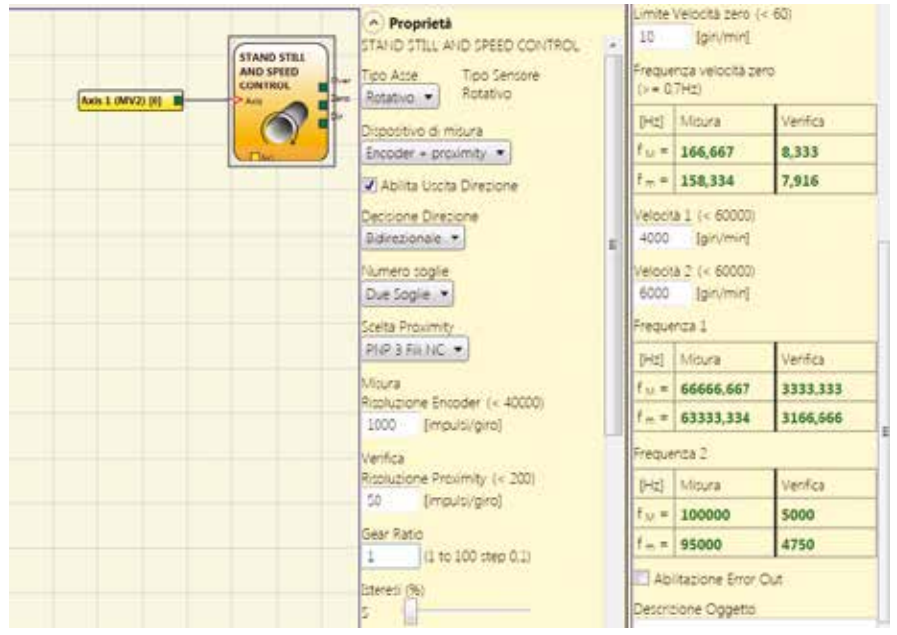 Axis 1 (MV2) [0]
STAND STILL
AND SPEED
CONTROL
Axis
Over
Zero
Dir
Proprietà
STAND STILL AND SPEED CONTROL
Tipo Asse Tipo Sensore
Rotativo Rotativo
Dispositivo di misura
Encoder + proximity
Abilita Uscita Direzione
Decisione Direzione
Bidirezionale
Numero soglie
Due Soglie
Scelta Proximity
PNP 3 Fili NC
Misura
Risoluzione Encoder (< 40000)
1000 [impulsi/giro]
Verifica
Risoluzione Proximity (< 200)
50 [impulsi/giro]
Gear Ratio
1 (1 to 100 step 0,1)
Isteresi (%)
5
Limite Velocità zero (< 60)
10 [giri/min]
Frequenza velocità zero
(>= 0,7Hz)
[Hz] Misura Verifica
f M = 166,667 8,333
f m = 158,334 7,916
Velocità 1 (< 60000)
4000 [giri/min]
Velocità 2 (< 60000)
6000 [giri/min]
Frequenza 1
[Hz] Misura Verifica
f M = 66666,667 3333,333
f m = 63333,334 3166,666
Frequenza 2
[Hz] Misura Verifica
f M = 100000 5000
f m = 95000 4750
Abilitazione Error Out
Descrizione Oggetto